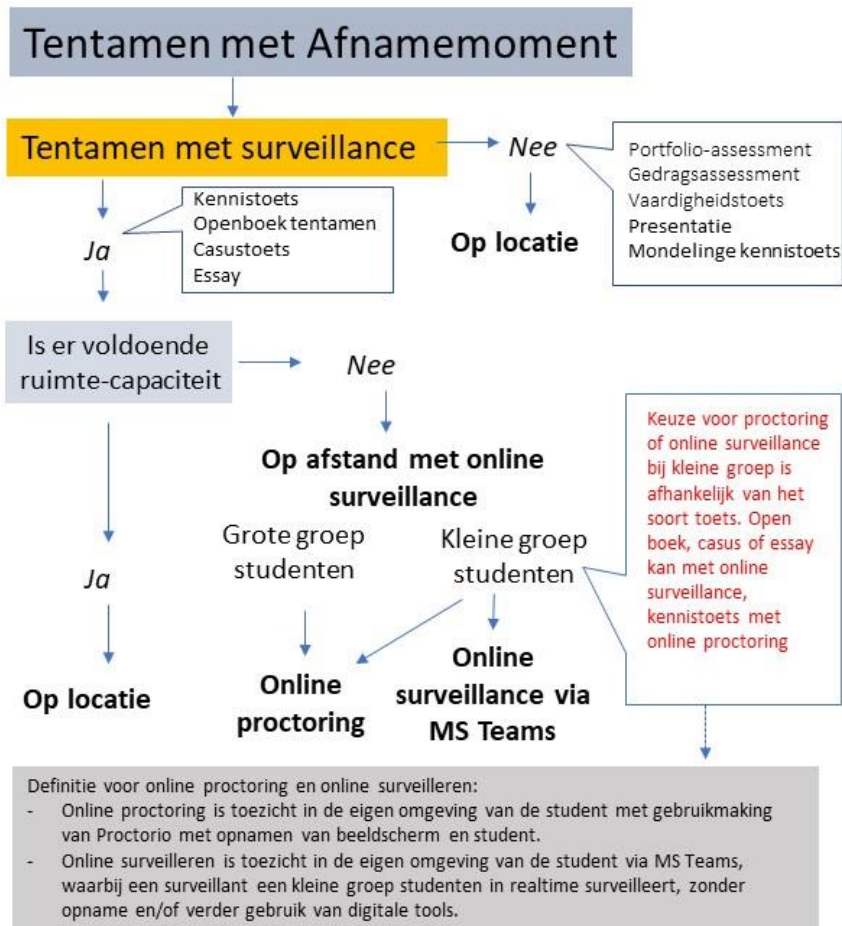 Tentamen met Afnamemoment
Tentamen met surveillance
Nee
Portfolio-assessment
Gedragsassessment
Vaardigheidstoets
Presentatie
Mondelinge kennistoets
Op locatie
Ja
Kennistoets
Openboek tentamen
Casustoets
Essay
Is er voldoende
ruimte-capaciteit
Nee
Op afstand met online
surveillance
Grote groep
studenten
Kleine groep
studenten
Keuze voor proctoring
of online surveillance
bij kleine groep is
afhankelijk van het
soort toets. Open
boek, casus of essay
kan met online
surveillance,
kennistoets met
online proctoring
Ja
Op locatie
Online
proctoring
Online
surveillance via
MS Teams
Definitie voor online proctoring en online surveilleren:
- Online proctoring is toezicht in de eigen omgeving van de student met gebruikmaking
van Proctorio met opnamen van beeldscherm en student.
- Online surveilleren is toezicht in de eigen omgeving van de student via MS Teams,
waarbij een surveillant een kleine groep studenten in realtime surveilleert, zonder
opname en/of verder gebruik van digitale tools.